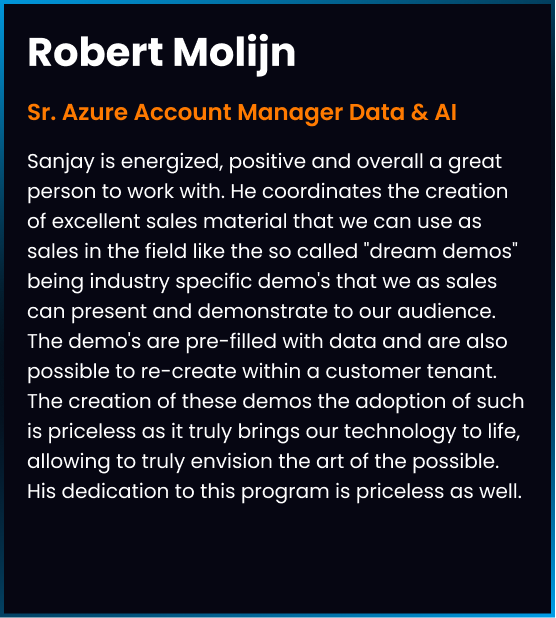 Robert Molijn
Sr. Azure Account Manager Data & AI
Sanjay is energized, positive and overall a great
person to work with. He coordinates the creation
of excellent sales material that we can use as
sales in the field like the so called "dream demos"
being industry specific demo's that we as sales
can present and demonstrate to our audience.
The demo's are pre-filled with data and are also
possible to re-create within a customer tenant.
The creation of these demos the adoption of such
is priceless as it truly brings our technology to life,
allowing to truly envision the art of the possible.
His dedication to this program is priceless as well.